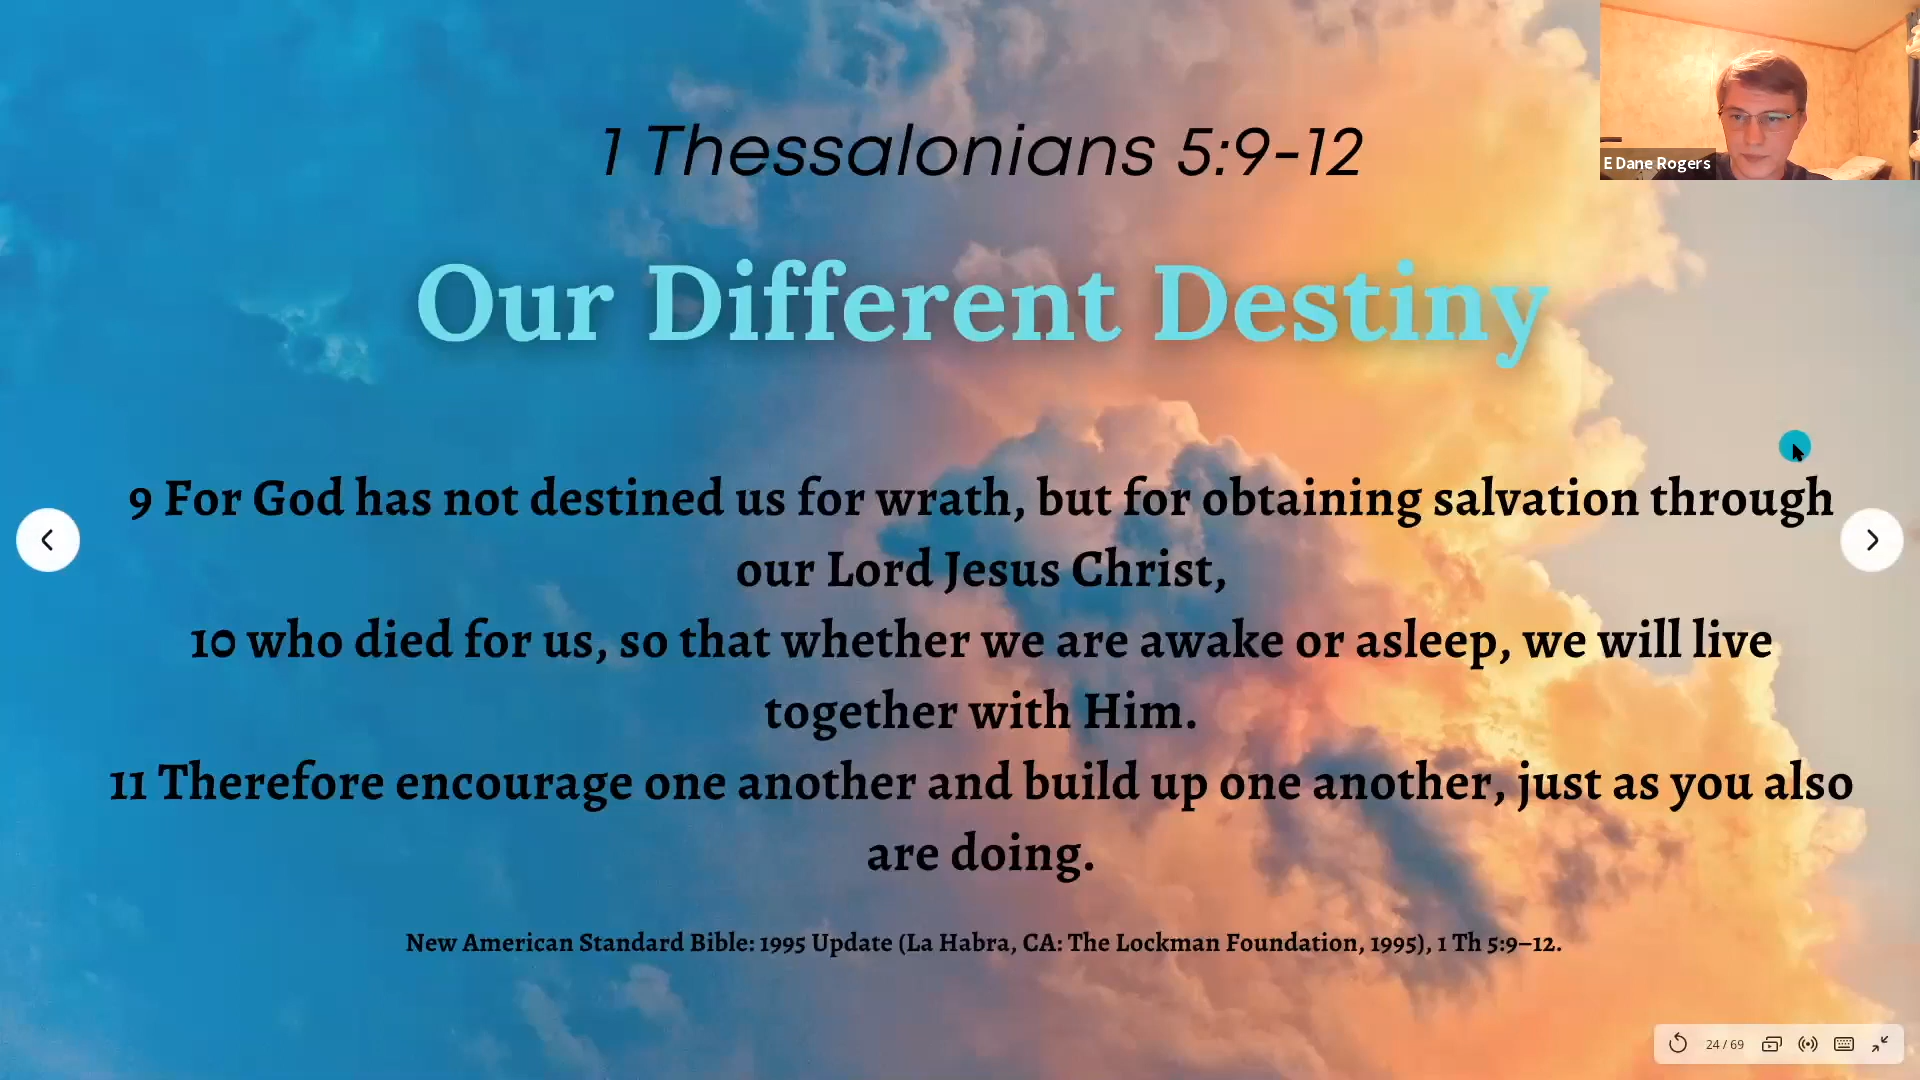 1 Thessalonians 5:9-12
E Dane Rogers
Our Different Destiny
9 For God has not destined us for wrath, but for obtaining salvation through
our Lord Jesus Christ,
10 who died for us, so that whether we are awake or asleep, we will live
together with Him.
11 Therefore encourage one another and build up one another, just as you also
are doing.
New American Standard Bible: 1995 Update (La Habra, CA: The Lockman Foundation, 1995), 1 Th 5:9–12.
24 / 69